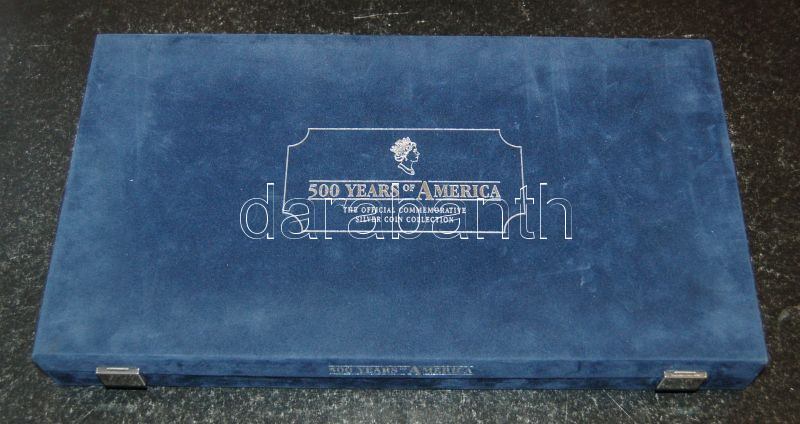 500 YEARS OF AMERICA
THE OFFICIAL COMMEMORATIVE
SILVER COIN COLLECTION
darabanth
500 YEARS OF AMERICA